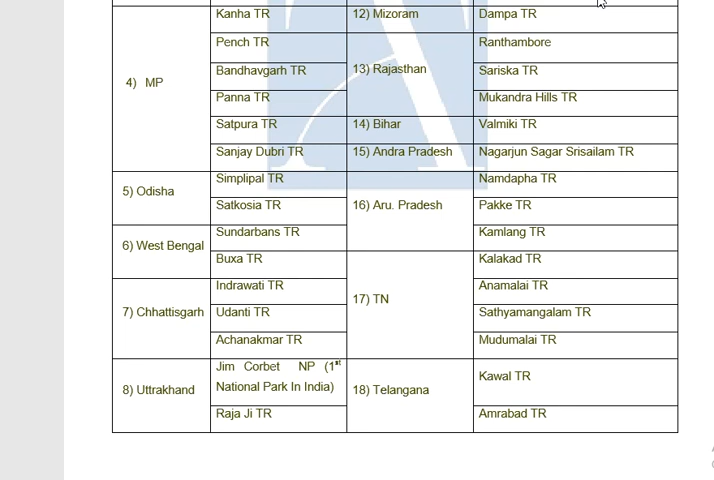 4) MP
Kanha TR
12) Mizoram
Dampa TR
Pench TR
13) Rajasthan
Ranthambore
Bandhavgarh TR
Sariska TR
Panna TR
Mukandra Hills TR
Satpura TR
14) Bihar
Valmiki TR
Sanjay Dubri TR
15) Andra Pradesh
Nagarjun Sagar Srisailam TR
5) Odisha
Simplipal TR
16) Aru. Pradesh
Namdapha TR
Satkosia TR
Pakke TR
6) West Bengal
Sundarbans TR
Kamlang TR
Buxa TR
17) TN
Kalakad TR
7) Chhattisgarh
Indrawati TR
Anamalai TR
Udanti TR
Sathyamangalam TR
Achanakmar TR
Mudumalai TR
8) Uttrakhand
Jim Corbet NP (1st
National Park In India)
18) Telangana
Kawal TR
Raja Ji TR
Amrabad TR